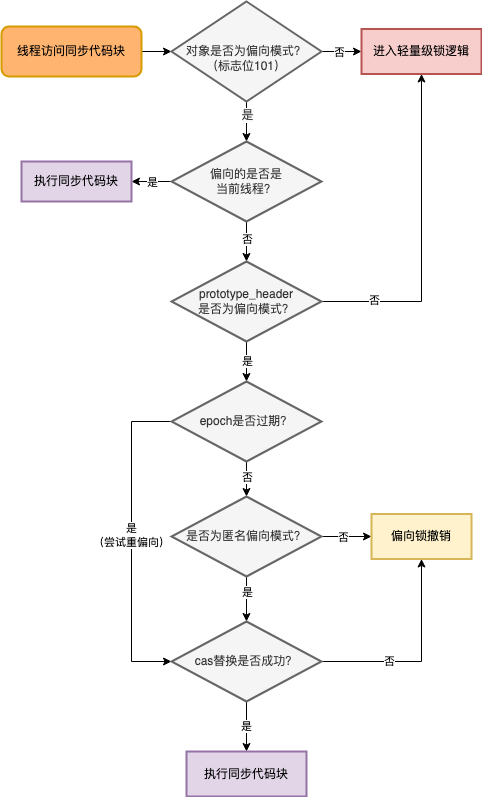 线程访问同步代码块
对象是否为偏向模式?
(标志位101)
否
进入轻量级锁逻辑
是
偏向的是否是
当前线程?
是
执行同步代码块
否
prototype_header
是否为偏向模式?
否
是
epoch是否过期?
否
是
(尝试重偏向)
是否为匿名偏向模式?
否
偏向锁撤销
是
cas替换是否成功?
否
是
执行同步代码块